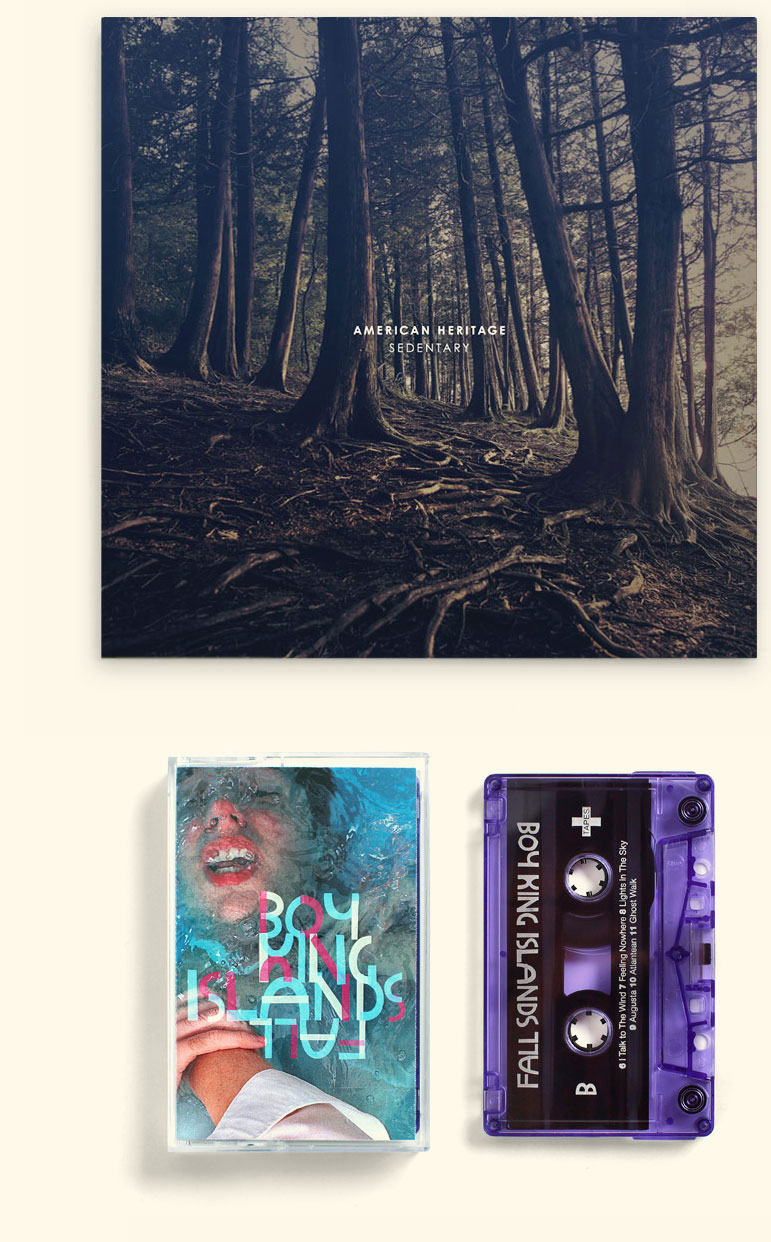 AMERICAN HERITAGE
SEDENTARY
BOY
KING
ISLANDS
FALL
TAPES
BOY KING ISLANDS FALL
6 I Talk to The Wind 7 Feeling Nowhere 8 Lights In The Sky
9 Augusta 10 Atlantean 11 Ghost Walk
B